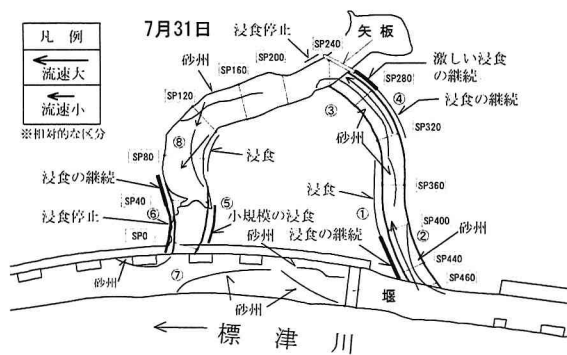 7月31日
凡 例
流速大
流速小
※相対的な区分
浸食停止
SP240
矢板
激しい浸食
の継続
砂州
SP200
SP160
SP280
浸食の継続
④
③
SP120
砂州
SP320
⑧
浸食
SP80
浸食の継続
SP360
SP40
⑤
浸食
①
浸食停止
⑥
小規模の浸食
SP400
②
砂州
SP0
浸食の継続
砂州
SP440
砂州
⑦
堰
SP460
砂州
標 津 川